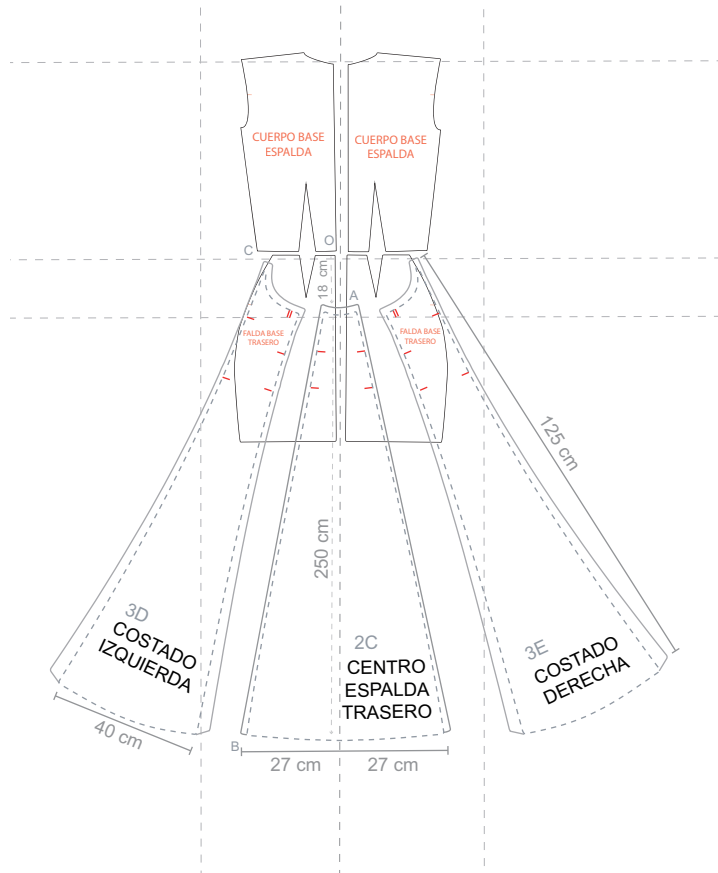 CUERPO BASE
ESPALDA
CUERPO BASE
ESPALDA
C
O
18 cm
A
FALDA BASE
TRASERO
FALDA BASE
TRASERO
125 cm
250 cm
3D
COSTADO
IZQUIERDA
2C
CENTRO
ESPALDA
TRASERO
3E
COSTADO
DERECHA
40 cm
B
27 cm
27 cm